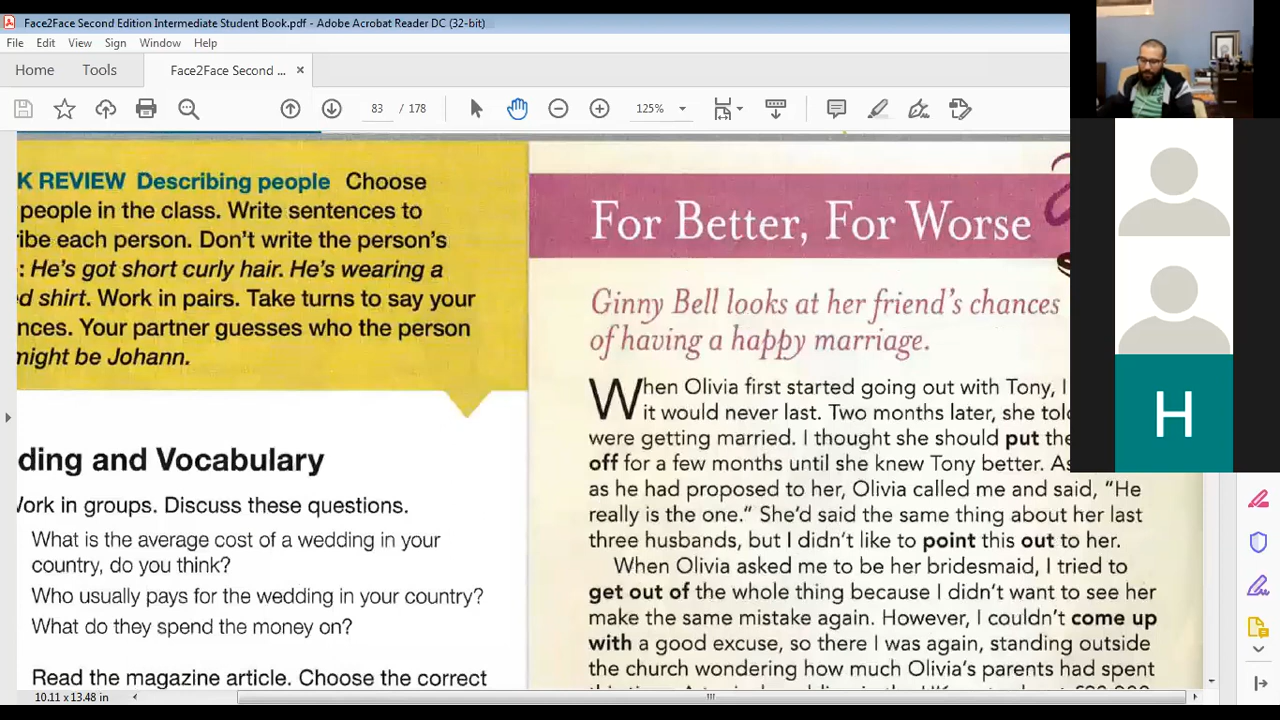 Face2Face Second Edition Intermediate Student Book.pdf - Adobe Acrobat Reader DC (32-bit)
File Edit View Sign Window Help
Home Tools Face2Face Second ... ×
83 / 178 125%
K REVIEW Describing people Choose
people in the class. Write sentences to
ibe each person. Don't write the person's
: He's got short curly hair. He's wearing a
d shirt. Work in pairs. Take turns to say your
nces. Your partner guesses who the person
might be Johann.
ding and Vocabulary
Work in groups. Discuss these questions.
What is the average cost of a wedding in your
country, do you think?
Who usually pays for the wedding in your country?
What do they spend the money on?
Read the magazine article. Choose the correct
For Better, For Worse
Ginny Bell looks at her friend's chances
of having a happy marriage.
When Olivia first started going out with Tony, I
it would never last. Two months later, she tol
were getting married. I thought she should put the
off for a few months until she knew Tony better. As
as he had proposed to her, Olivia called me and said, "He
really is the one." She'd said the same thing about her last
three husbands, but I didn't like to point this out to her.
When Olivia asked me to be her bridesmaid, I tried to
get out of the whole thing because I didn't want to see her
make the same mistake again. However, I couldn't come up
with a good excuse, so there I was again, standing outside
the church wondering how much Olivia's parents had spent
H
10.11 x 13.48 in